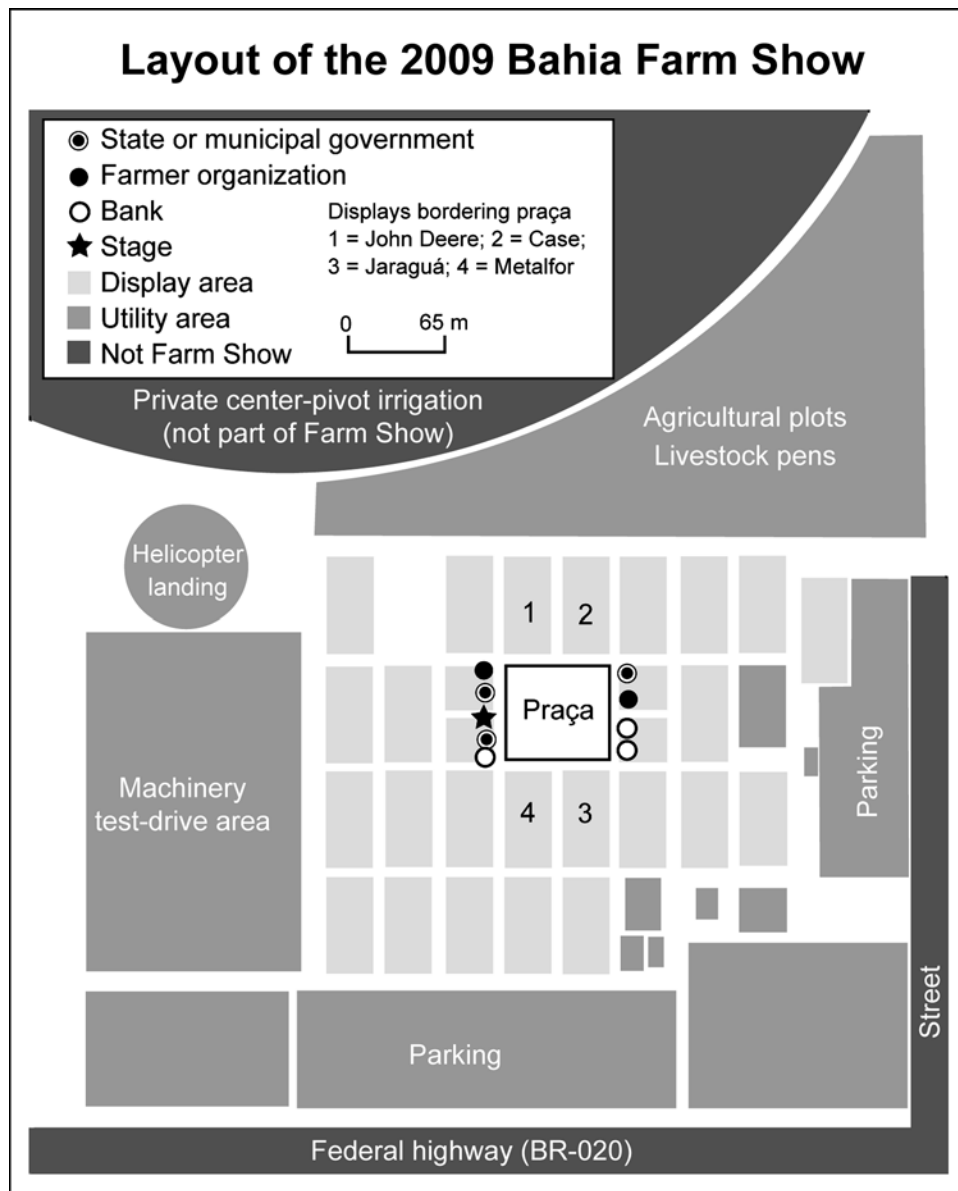 Layout of the 2009 Bahia Farm Show
State or municipal government
Farmer organization
Bank
Stage
Display area
Utility area
Not Farm Show
Displays bordering praça
1 = John Deere; 2 = Case;
3 = Jaraguá; 4 = Metalfor
0 65 m
Private center-pivot irrigation
(not part of Farm Show)
Agricultural plots
Livestock pens
Helicopter
landing
1 2
Praça
Machinery
test-drive area
4 3
Parking
Parking
Street
Federal highway (BR-020)